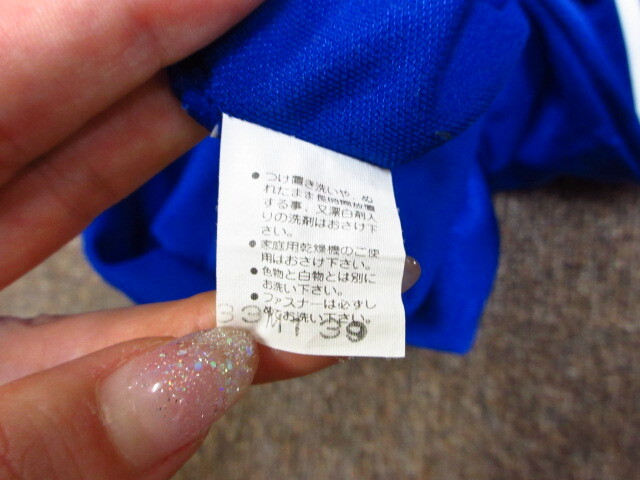 ●つけ置き洗いや、ぬ
れたまま長時間放置
する事、又漂白剤入
りの洗剤はおさけ下
さい。
●家庭用乾燥機のご使
用はおさけ下さい。
●色物と白物とは別に
お洗い下さい。
●ファスナーは必ずし
めてお洗い下さい。
33MT 39